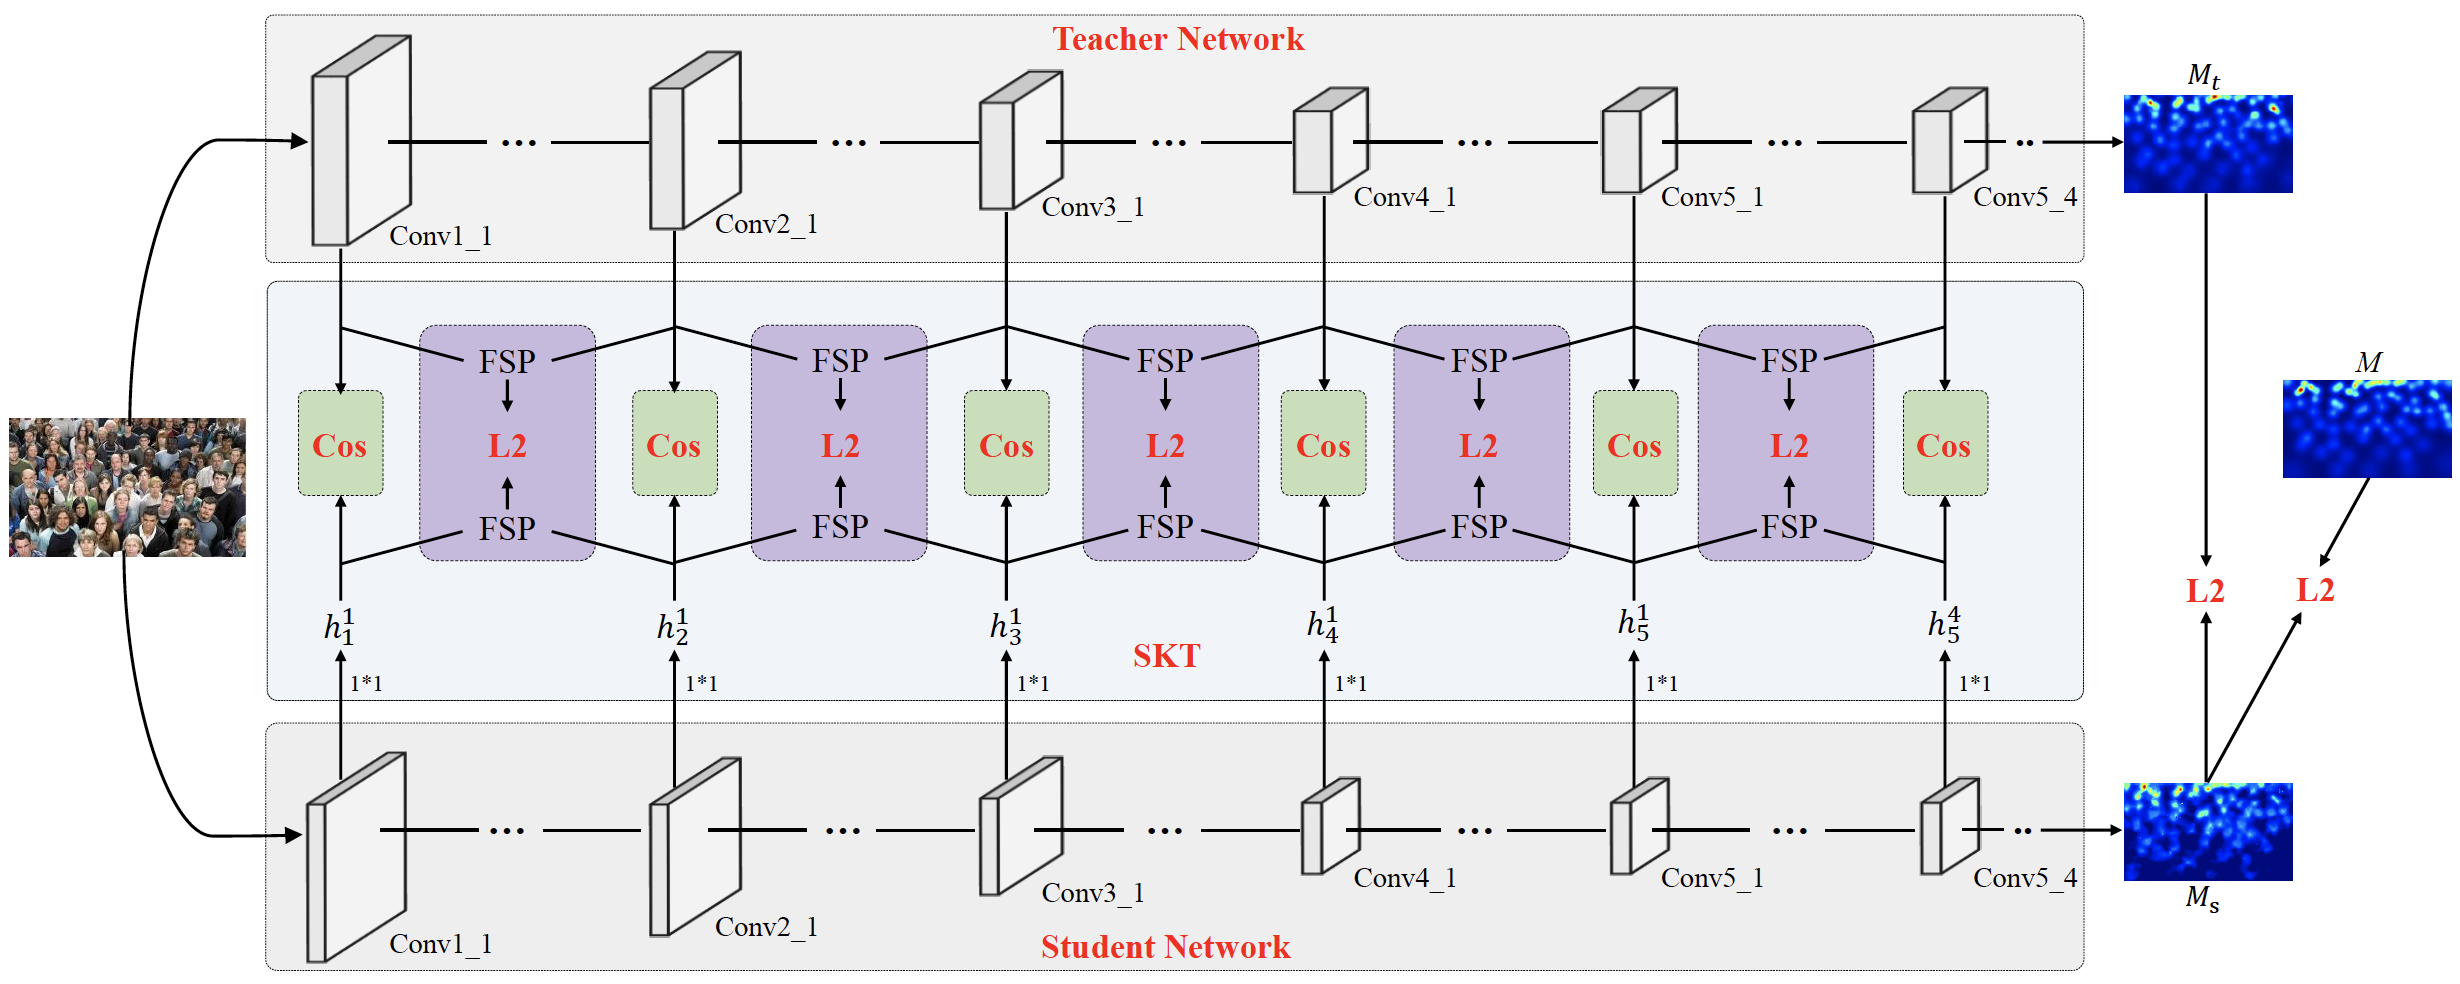 Teacher Network
Conv1_1 ... Conv2_1 ... Conv3_1 ... Conv4_1 ... Conv5_1 ... Conv5_4 ..
M_t
FSP FSP FSP FSP FSP
Cos L2 Cos L2 Cos L2 Cos L2 Cos L2 Cos
FSP FSP FSP FSP FSP
M
L2 L2
h_1^1 h_2^1 h_3^1 h_4^1 h_5^1 h_5^4
SKT
1*1 1*1 1*1 1*1 1*1 1*1
... ... ... ... ... ..
Conv1_1 Conv2_1 Conv3_1 Conv4_1 Conv5_1 Conv5_4
M_s
Student Network